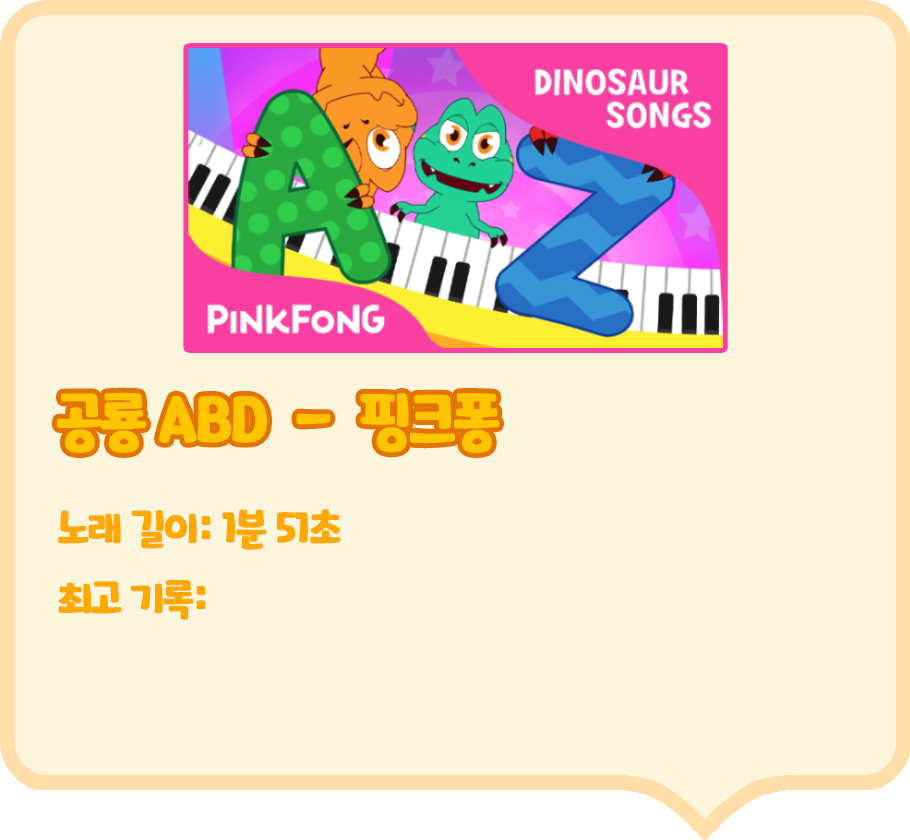 DINOSAUR
SONGS
A
Z
PINKFONG
공룡 ABD - 핑크퐁
노래 길이: 1분 51초
최고 기록: